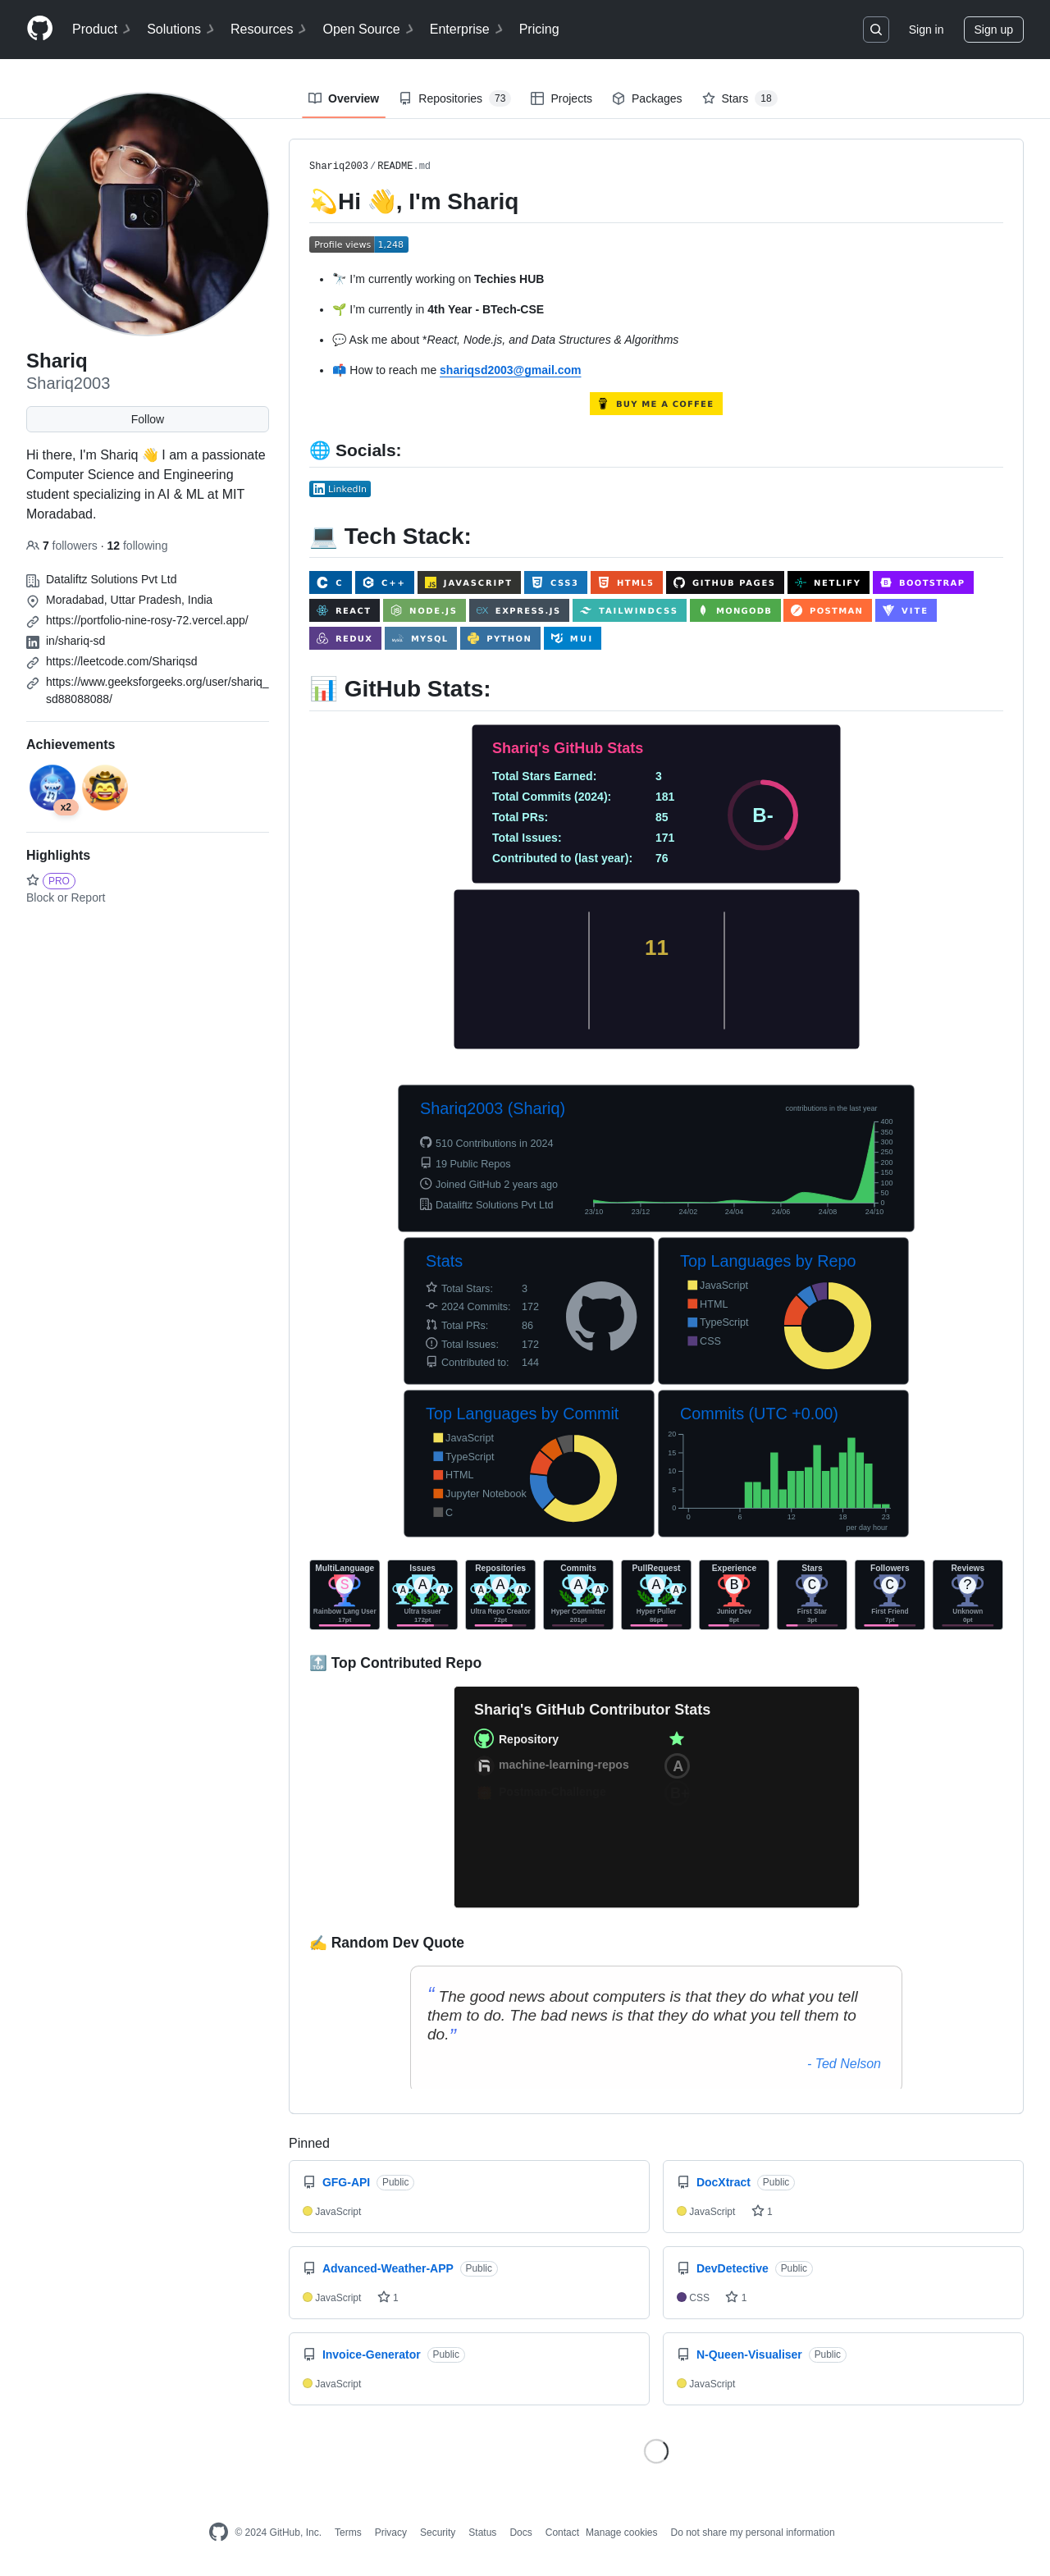 Product Solutions Resources Open Source Enterprise Pricing Sign in Sign up
Overview Repositories 73 Projects Packages Stars 18
Shariq
Shariq2003
Follow
Hi there, I'm Shariq 👋 I am a passionate
Computer Science and Engineering
student specializing in AI & ML at MIT
Moradabad.
7 followers · 12 following
Dataliftz Solutions Pvt Ltd
Moradabad, Uttar Pradesh, India
https://portfolio-nine-rosy-72.vercel.app/
in/shariq-sd
https://leetcode.com/Shariqsd
https://www.geeksforgeeks.org/user/shariq_
sd88088088/
Achievements
x2
Highlights
PRO
Block or Report
Shariq2003/README.md
💫Hi 👋, I'm Shariq
Profile views 1,248
• 🔭 I'm currently working on Techies HUB
• 🌱 I'm currently in 4th Year - BTech-CSE
• 💬 Ask me about *React, Node.js, and Data Structures & Algorithms
• 📫 How to reach me shariqsd2003@gmail.com
BUY ME A COFFEE
🌐 Socials:
LinkedIn
💻 Tech Stack:
C C++ JAVASCRIPT CSS3 HTML5 GITHUB PAGES NETLIFY BOOTSTRAP
REACT NODE.JS EXPRESS.JS TAILWINDCSS MONGODB POSTMAN VITE
REDUX MYSQL PYTHON MUI
📊 GitHub Stats:
Shariq's GitHub Stats
Total Stars Earned: 3
Total Commits (2024): 181
Total PRs: 85
Total Issues: 171
Contributed to (last year): 76
B-
11
Shariq2003 (Shariq)
510 Contributions in 2024
19 Public Repos
Joined GitHub 2 years ago
Dataliftz Solutions Pvt Ltd
contributions in the last year
400
350
300
250
200
150
100
50
0
23/10 23/12 24/02 24/04 24/06 24/08 24/10
Stats
Total Stars: 3
2024 Commits: 172
Total PRs: 86
Total Issues: 172
Contributed to: 144
Top Languages by Repo
JavaScript
HTML
TypeScript
CSS
Top Languages by Commit
JavaScript
TypeScript
HTML
Jupyter Notebook
C
Commits (UTC +0.00)
20
15
10
5
0
0 6 12 18 23
per day hour
MultiLanguage Issues Repositories Commits PullRequest Experience Stars Followers Reviews
S A A A A A A A A A A B C C ?
Rainbow Lang User Ultra Issuer Ultra Repo Creator Hyper Committer Hyper Puller Junior Dev First Star First Friend Unknown
17pt 172pt 72pt 201pt 86pt 8pt 3pt 7pt 0pt
🔝 Top Contributed Repo
Shariq's GitHub Contributor Stats
Repository
machine-learning-repos A
✍️ Random Dev Quote
“ The good news about computers is that they do what you tell
them to do. The bad news is that they do what you tell them to
do.”
- Ted Nelson
Pinned
GFG-API Public
JavaScript
DocXtract Public
JavaScript 1
Advanced-Weather-APP Public
JavaScript 1
DevDetective Public
CSS 1
Invoice-Generator Public
JavaScript
N-Queen-Visualiser Public
JavaScript
© 2024 GitHub, Inc. Terms Privacy Security Status Docs Contact Manage cookies Do not share my personal information